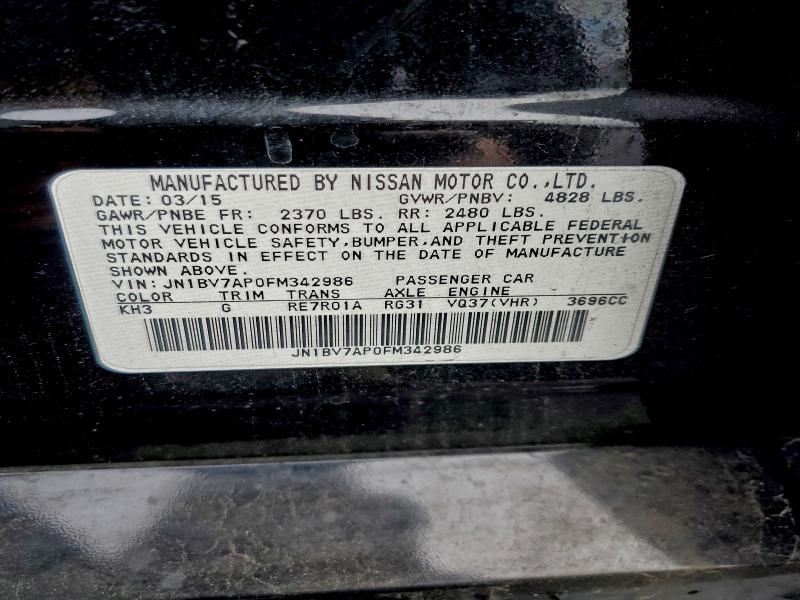 MANUFACTURED BY NISSAN MOTOR CO.,LTD.
DATE: 03/15 GVWR/PNBV: 4828 LBS.
GAWR/PNBE FR: 2370 LBS. RR: 2480 LBS.
THIS VEHICLE CONFORMS TO ALL APPLICABLE FEDERAL
MOTOR VEHICLE SAFETY,BUMPER,AND THEFT PREVENTION
STANDARDS IN EFFECT ON THE DATE OF MANUFACTURE
SHOWN ABOVE.
VIN: JN1BV7AP0FM342986 PASSENGER CAR
COLOR TRIM TRANS AXLE ENGINE
KH3 G RE7R01A RG31 VQ37(VHR) 3696CC
JN1BV7AP0FM342986